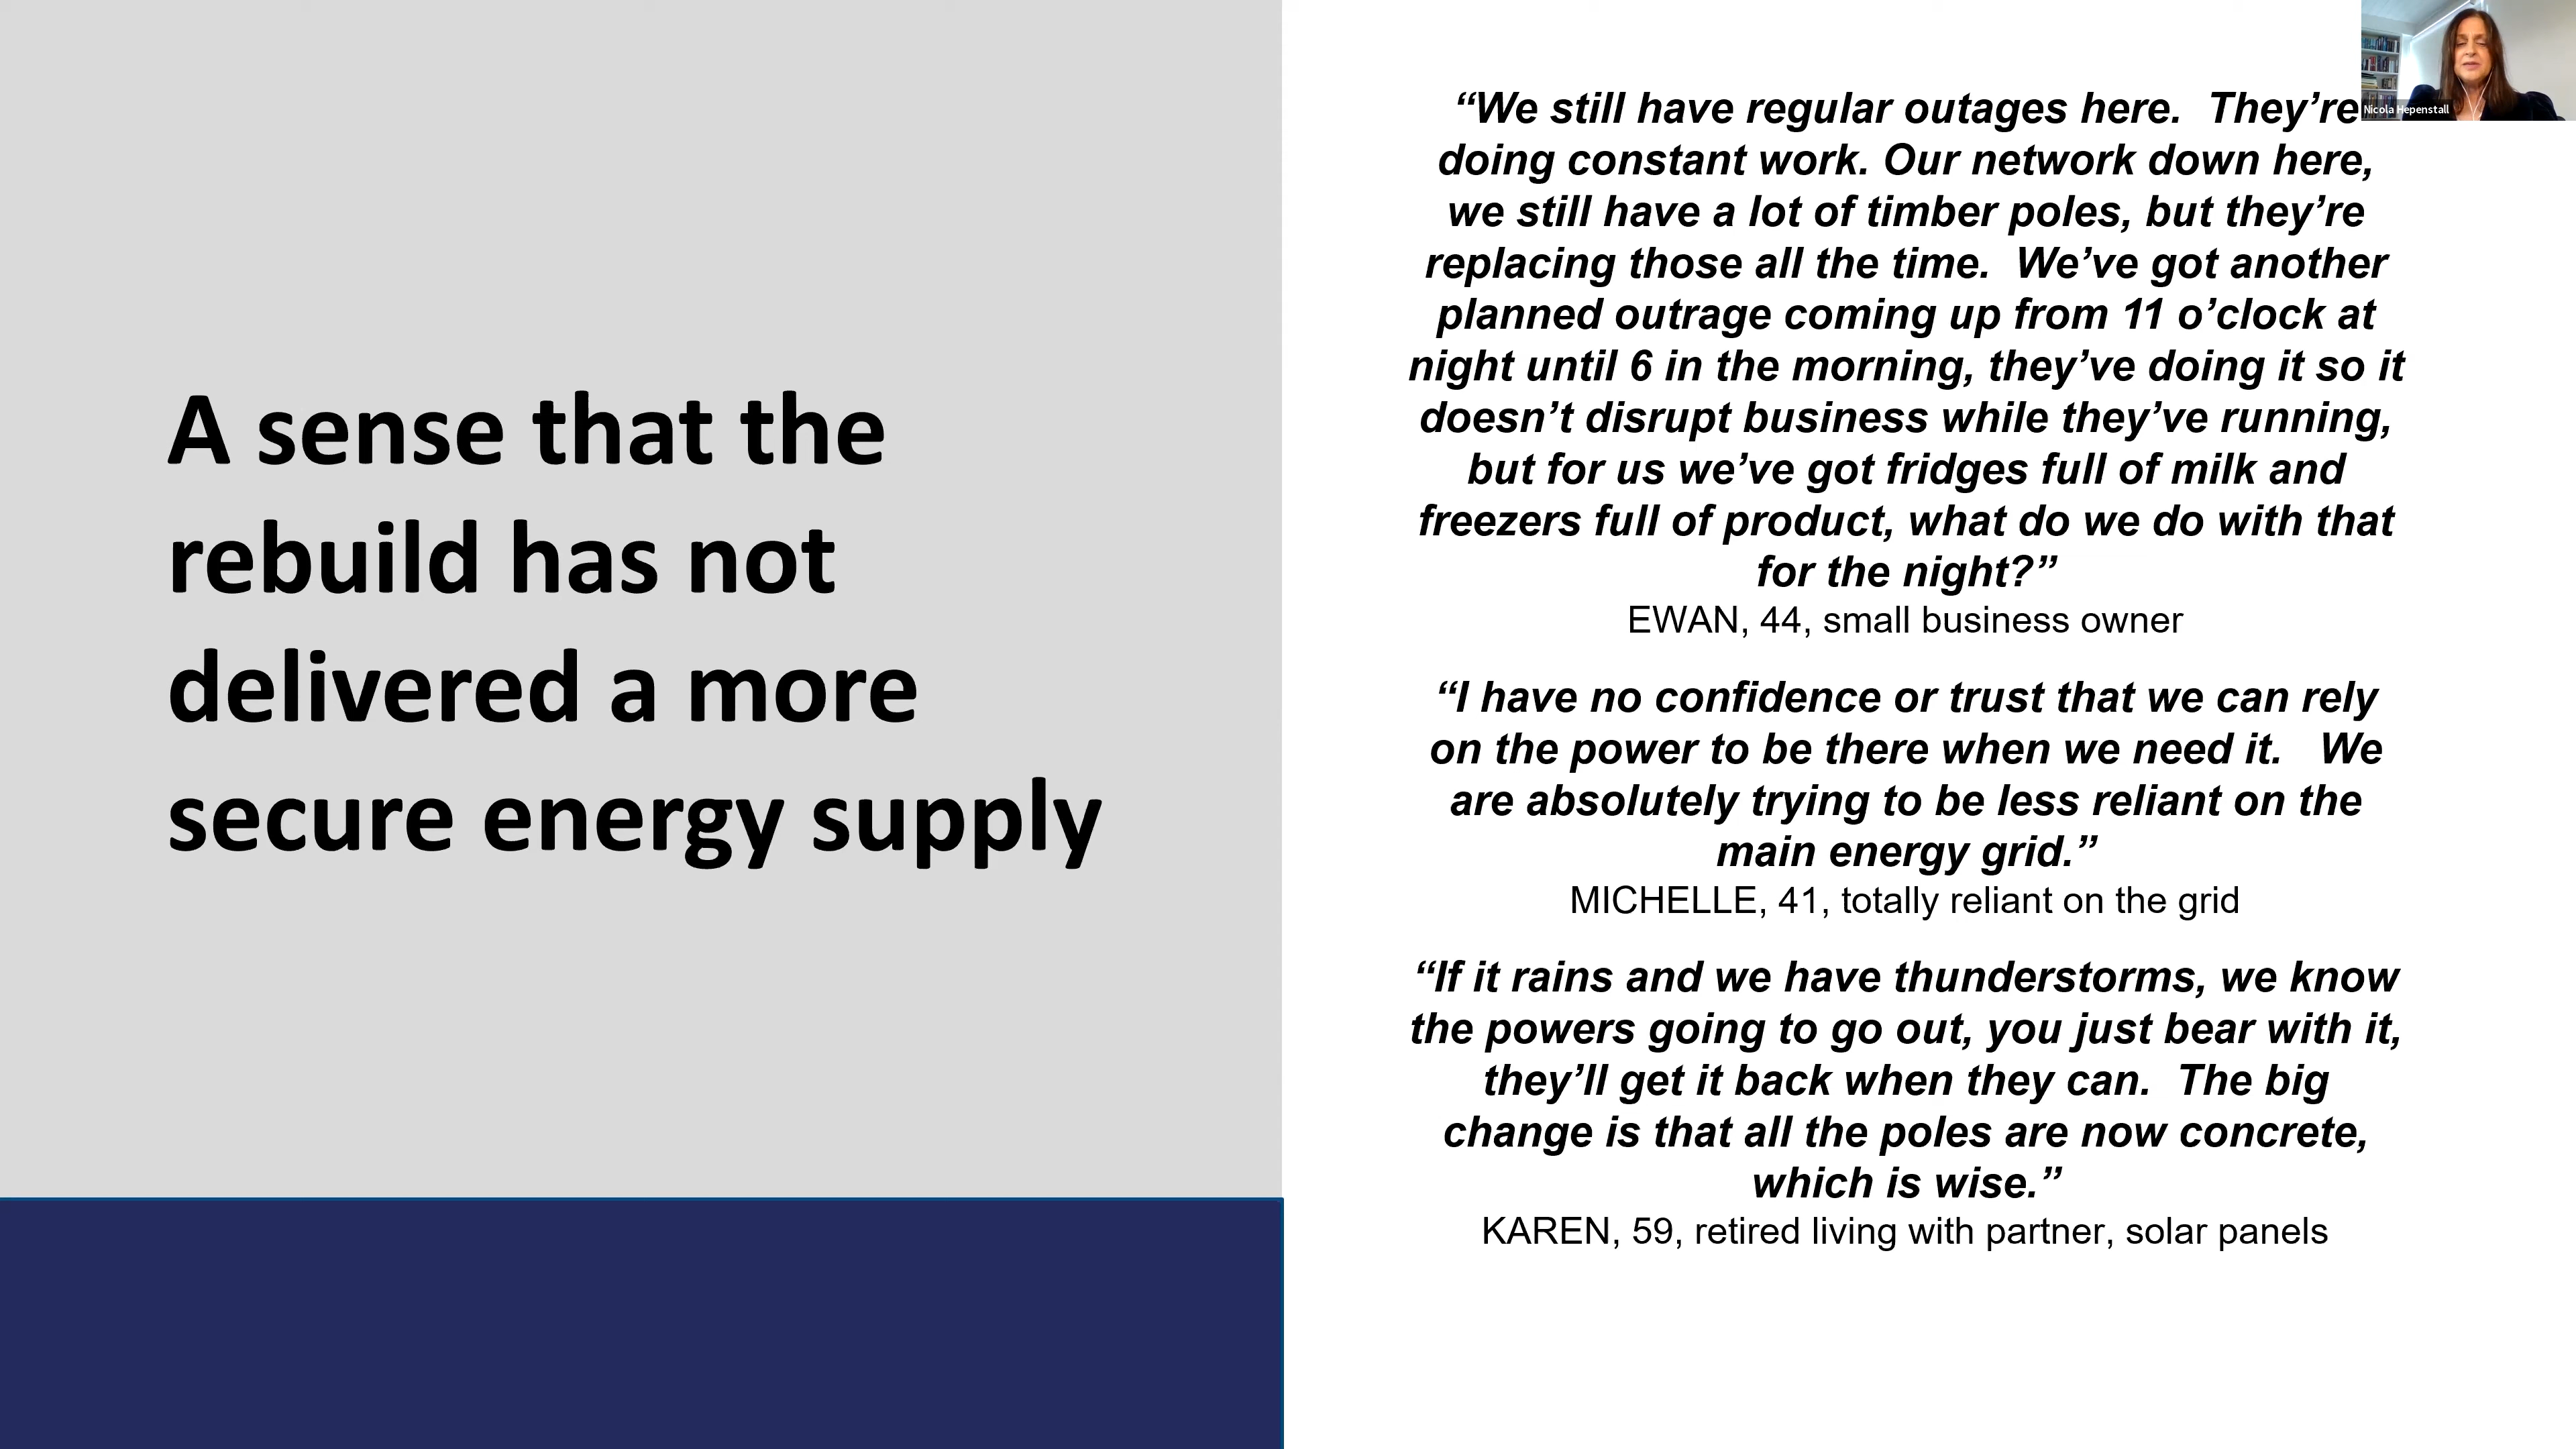 A sense that the
rebuild has not
delivered a more
secure energy supply
“We still have regular outages here.  They’re
doing constant work. Our network down here,
we still have a lot of timber poles, but they’re
replacing those all the time.  We’ve got another
planned outrage coming up from 11 o’clock at
night until 6 in the morning, they’ve doing it so it
doesn’t disrupt business while they’ve running,
but for us we’ve got fridges full of milk and
freezers full of product, what do we do with that
for the night?”
EWAN, 44, small business owner
“I have no confidence or trust that we can rely
on the power to be there when we need it.   We
are absolutely trying to be less reliant on the
main energy grid.”
MICHELLE, 41, totally reliant on the grid
“If it rains and we have thunderstorms, we know
the powers going to go out, you just bear with it,
they’ll get it back when they can.  The big
change is that all the poles are now concrete,
which is wise.”
KAREN, 59, retired living with partner, solar panels
Nicola Hepenstall